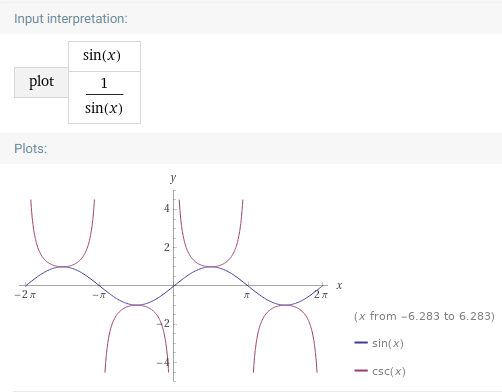 Input interpretation:
plot
sin(x)
1
sin(x)
Plots:
y
4
2
-2π
-π
π
2π
x
-2
-4
(x from -6.283 to 6.283)
sin(x)
csc(x)